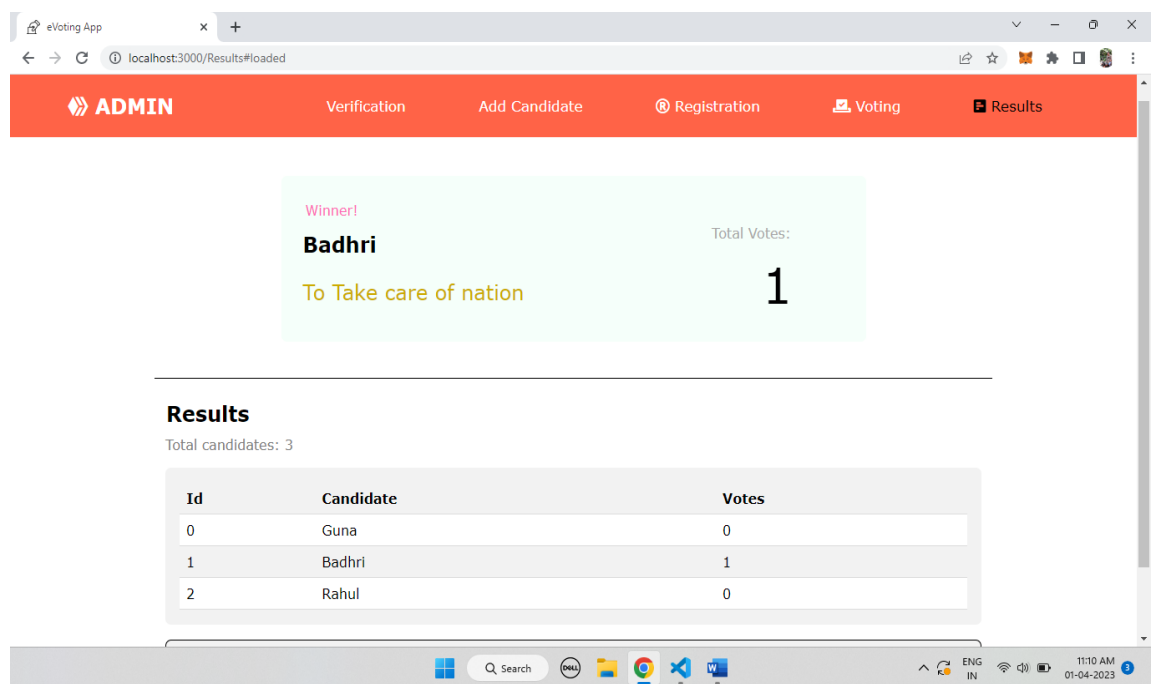 eVoting App
localhost:3000/Results#loaded
ADMIN Verification Add Candidate ® Registration Voting Results
Winner!
Badhri
To Take care of nation
Total Votes:
1
Results
Total candidates: 3
Id Candidate Votes
0 Guna 0
1 Badhri 1
2 Rahul 0
Search DELL W ENG IN 11:10 AM 01-04-2023 3